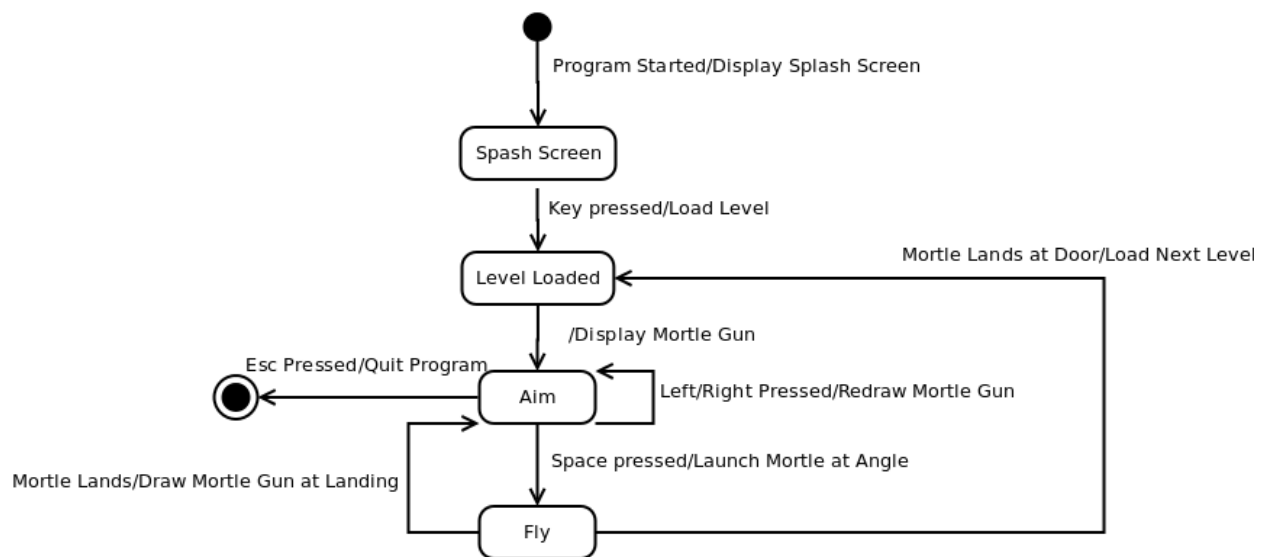 Program Started/Display Splash Screen
Spash Screen
Key pressed/Load Level
Mortle Lands at Door/Load Next Level
Level Loaded
/Display Mortle Gun
Esc Pressed/Quit Program
Aim
Left/Right Pressed/Redraw Mortle Gun
Space pressed/Launch Mortle at Angle
Mortle Lands/Draw Mortle Gun at Landing
Fly